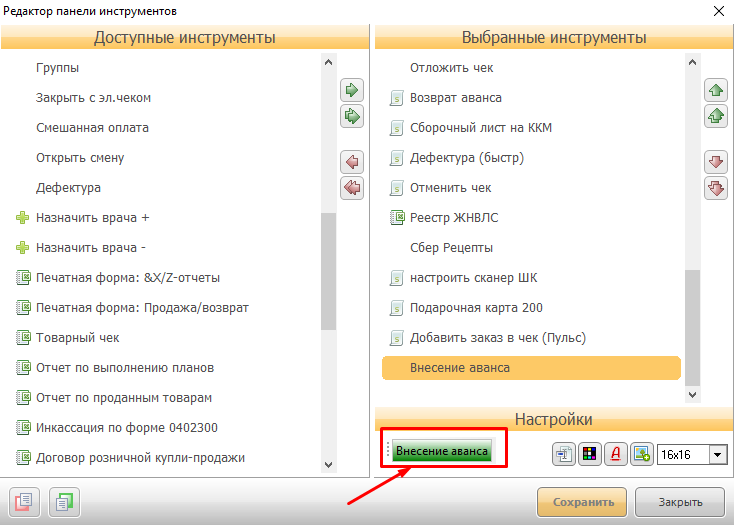 Редактор панели инструментов
Доступные инструменты
Группы
Закрыть с эл.чеком
Смешанная оплата
Открыть смену
Дефектура
Назначить врача +
Назначить врача -
Печатная форма: &X/Z-отчеты
Печатная форма: Продажа/возврат
Товарный чек
Отчет по выполнению планов
Отчет по проданным товарам
Инкассация по форме 0402300
Договор розничной купли-продажи
Выбранные инструменты
Отложить чек
Возврат аванса
Сборочный лист на ККМ
Дефектура (быстр)
Отменить чек
Реестр ЖНВЛС
Сбер Рецепты
настроить сканер ШК
Подарочная карта 200
Добавить заказ в чек (Пульс)
Внесение аванса
Настройки
Внесение аванса
A
16x16
Сохранить
Закрыть